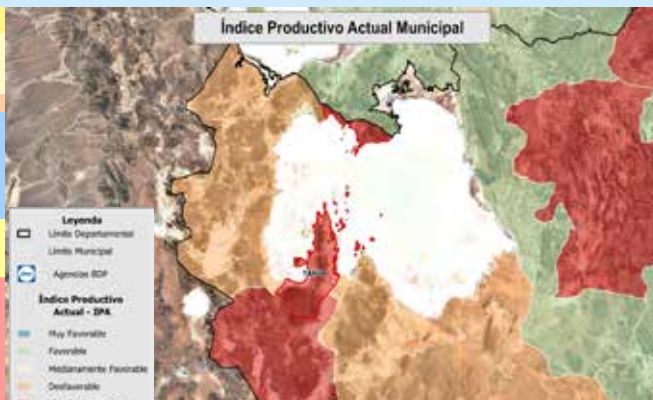 Índice Productivo Actual Municipal
Leyenda
Límite Departamental
Límite Municipal
Agencias BDP
Índice Productivo
Actual - IPA
Muy Favorable
Favorable
Medianamente Favorable
Desfavorable